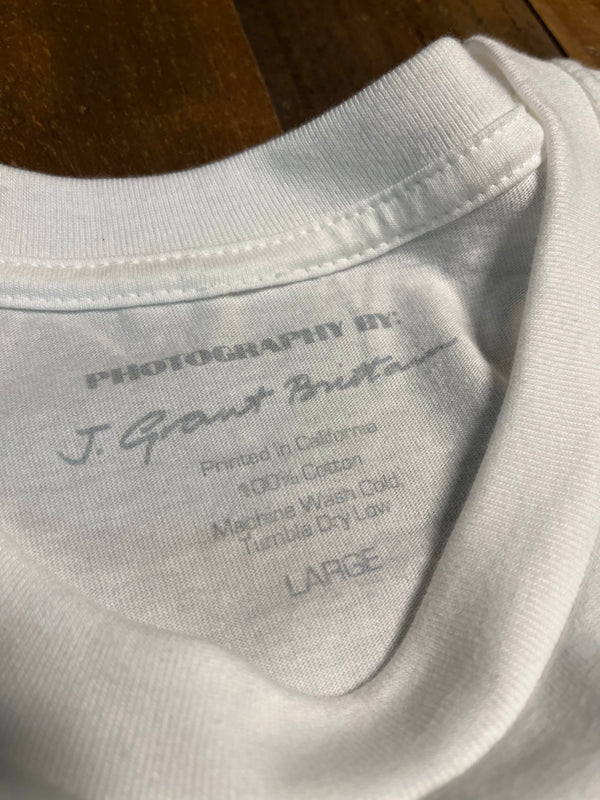 PHOTOGRAPHY BY:
J. Grant Brittain
Printed in California
100% Cotton
Machine Wash Cold
Tumble Dry Low
LARGE